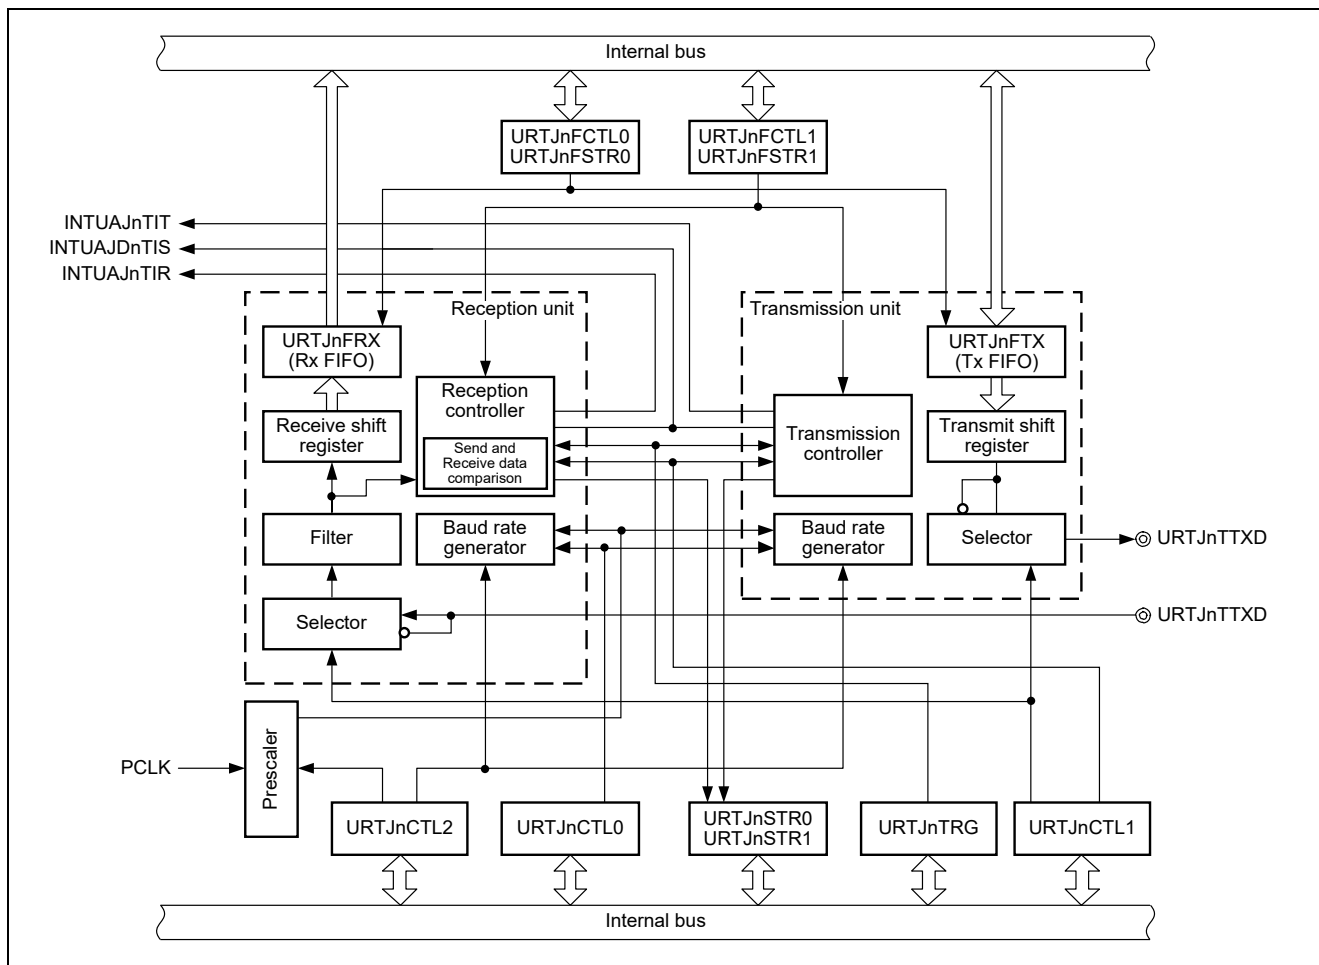 Internal bus
URTJnFCTL0
URTJnFSTR0
URTJnFCTL1
URTJnFSTR1
INTUAJnTIT
INTUAJDnTIS
INTUAJnTIR
Reception unit
Transmission unit
URTJnFRX
(Rx FIFO)
URTJnFTX
(Tx FIFO)
Reception
controller
Receive shift
register
Send and
Receive data
comparison
Transmission
controller
Transmit shift
register
Filter
Baud rate
generator
Baud rate
generator
Selector
URTJnTTXD
Selector
URTJnTTXD
Prescaler
PCLK
URTJnCTL2
URTJnCTL0
URTJnSTR0
URTJnSTR1
URTJnTRG
URTJnCTL1
Internal bus